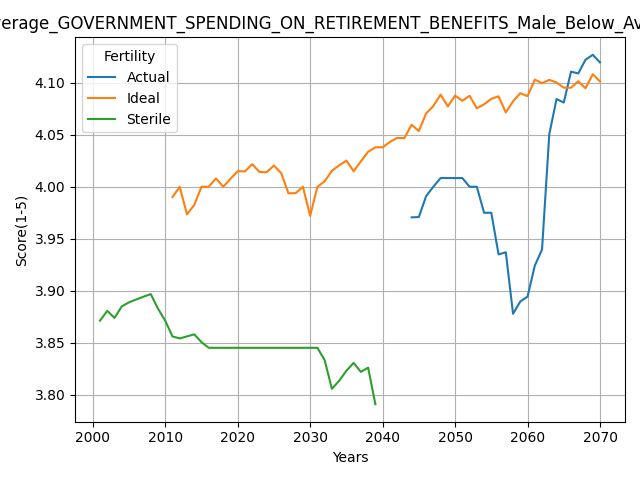 verage_GOVERNMENT_SPENDING_ON_RETIREMENT_BENEFITS_Male_Below_Av
Fertility
Actual
Ideal
Sterile
4.10
4.05
4.00
3.95
3.90
3.85
3.80
Score(1-5)
2000 2010 2020 2030 2040 2050 2060 2070
Years